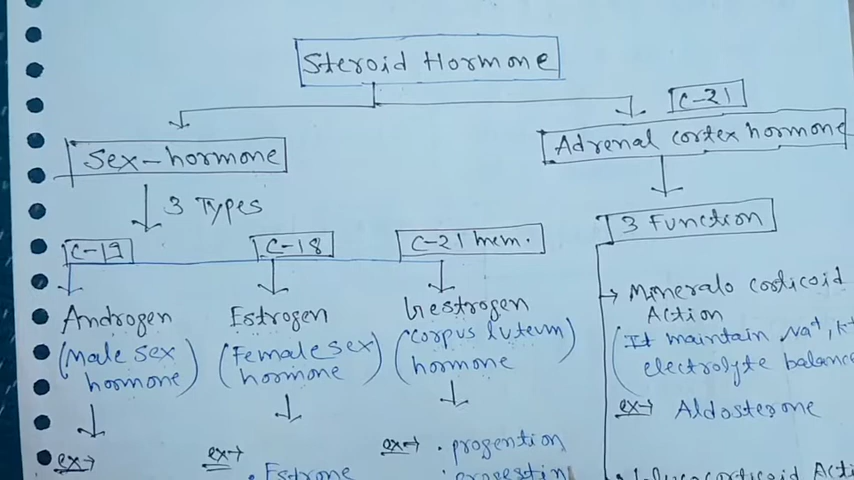 Steroid Hormone
C-21
Sex-hormone
Adrenal cortex hormone
3 Types
3 Function
C-19
C-18
C-21 mem.
Androgen
(Male sex
hormone)
Estrogen
(Female sex
hormone)
Gestrogen
(corpus luteum)
hormone
Mineralo corticoid
Action
(It maintain Na+, K+
electrolyte balance
ex→ Aldosterone
ex→
ex→
• Estrone
ex→ • progention
Glucocorticoid Acti